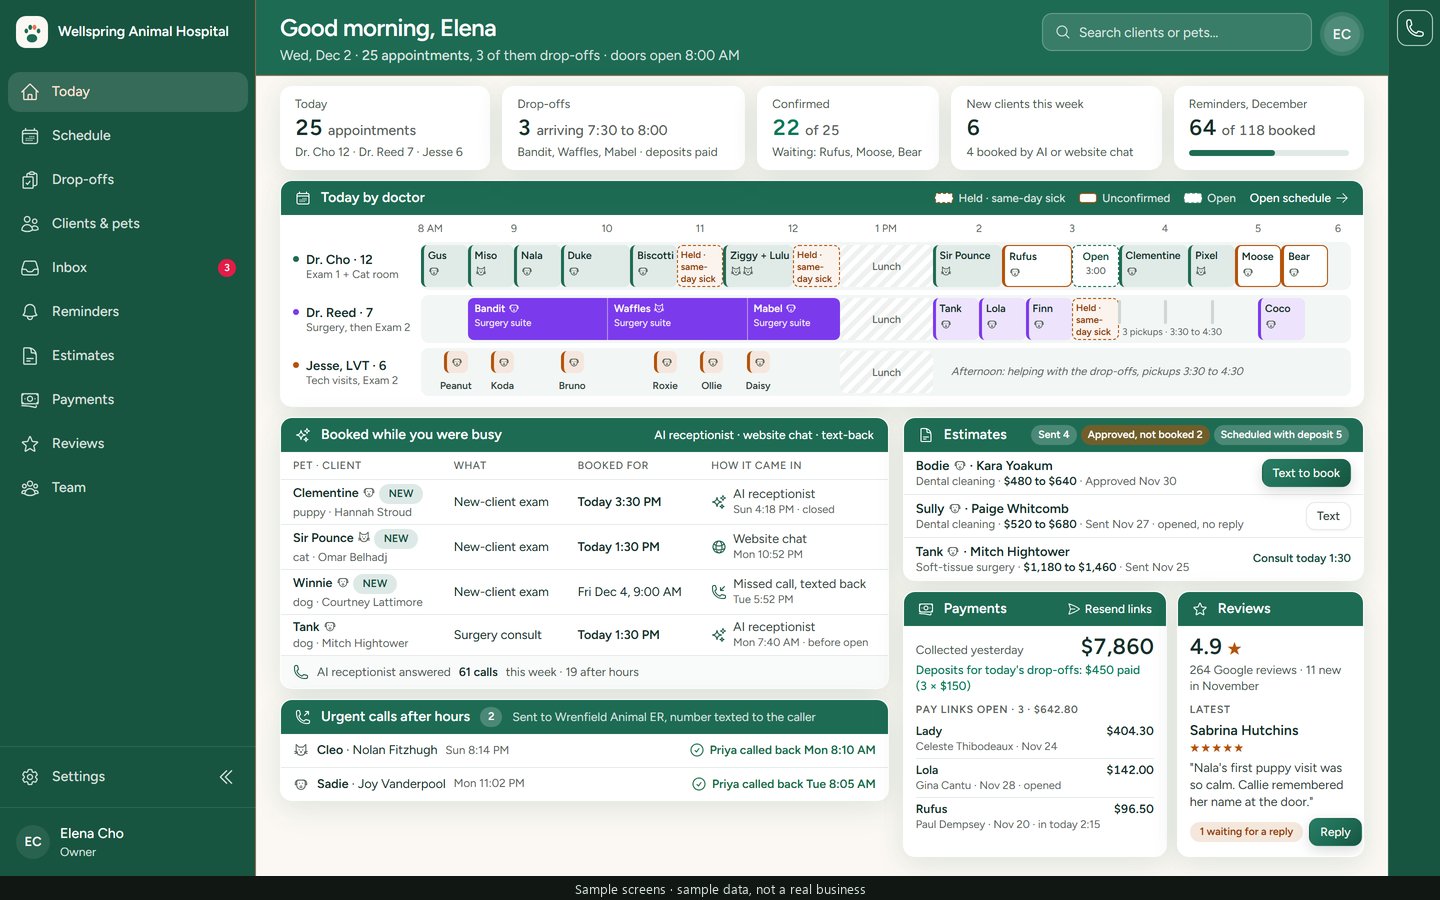 Wellspring Animal Hospital
Today
Schedule
Drop-offs
Clients & pets
Inbox
3
Reminders
Estimates
Payments
Reviews
Team
Settings
EC
Elena Cho
Owner
Good morning, Elena
Wed, Dec 2 · 25 appointments, 3 of them drop-offs · doors open 8:00 AM
Search clients or pets...
EC
Today
25 appointments
Dr. Cho 12 · Dr. Reed 7 · Jesse 6
Drop-offs
3 arriving 7:30 to 8:00
Bandit, Waffles, Mabel · deposits paid
Confirmed
22 of 25
Waiting: Rufus, Moose, Bear
New clients this week
6
4 booked by AI or website chat
Reminders, December
64 of 118 booked
Today by doctor
Held · same-day sick
Unconfirmed
Open
Open schedule →
8 AM 9 10 11 12 1 PM 2 3 4 5 6
Dr. Cho · 12
Exam 1 + Cat room
Gus
Miso
Nala
Duke
Biscotti
Held · same-day sick
Ziggy + Lulu
Held · same-day sick
Lunch
Sir Pounce
Rufus
Open
3:00
Clementine
Pixel
Moose
Bear
Dr. Reed · 7
Surgery, then Exam 2
Bandit
Surgery suite
Waffles
Surgery suite
Mabel
Surgery suite
Lunch
Tank
Lola
Finn
Held · same-day sick
3 pickups · 3:30 to 4:30
Coco
Jesse, LVT · 6
Tech visits, Exam 2
Peanut
Koda
Bruno
Roxie
Ollie
Daisy
Lunch
Afternoon: helping with the drop-offs, pickups 3:30 to 4:30
Booked while you were busy
AI receptionist · website chat · text-back
PET · CLIENT WHAT BOOKED FOR HOW IT CAME IN
Clementine NEW
puppy · Hannah Stroud
New-client exam
Today 3:30 PM
AI receptionist
Sun 4:18 PM · closed
Sir Pounce NEW
cat · Omar Belhadj
New-client exam
Today 1:30 PM
Website chat
Mon 10:52 PM
Winnie NEW
dog · Courtney Lattimore
New-client exam
Fri Dec 4, 9:00 AM
Missed call, texted back
Tue 5:52 PM
Tank
dog · Mitch Hightower
Surgery consult
Today 1:30 PM
AI receptionist
Mon 7:40 AM · before open
AI receptionist answered 61 calls this week · 19 after hours
Urgent calls after hours 2 Sent to Wrenfield Animal ER, number texted to the caller
Cleo · Nolan Fitzhugh Sun 8:14 PM
Priya called back Mon 8:10 AM
Sadie · Joy Vanderpool Mon 11:02 PM
Priya called back Tue 8:05 AM
Estimates
Sent 4
Approved, not booked 2
Scheduled with deposit 5
Bodie · Kara Yoakum
Dental cleaning · $480 to $640 · Approved Nov 30
Text to book
Sully · Paige Whitcomb
Dental cleaning · $520 to $680 · Sent Nov 27 · opened, no reply
Text
Tank · Mitch Hightower
Soft-tissue surgery · $1,180 to $1,460 · Sent Nov 25
Consult today 1:30
Payments
Resend links
Collected yesterday $7,860
Deposits for today's drop-offs: $450 paid
(3 × $150)
PAY LINKS OPEN · 3 · $642.80
Lady $404.30
Celeste Thibodeaux · Nov 24
Lola $142.00
Gina Cantu · Nov 28 · opened
Rufus $96.50
Paul Dempsey · Nov 20 · in today 2:15
Reviews
4.9 ★
264 Google reviews · 11 new
in November
LATEST
Sabrina Hutchins
★★★★★
"Nala's first puppy visit was
so calm. Callie remembered
her name at the door."
1 waiting for a reply
Reply
Sample screens · sample data, not a real business